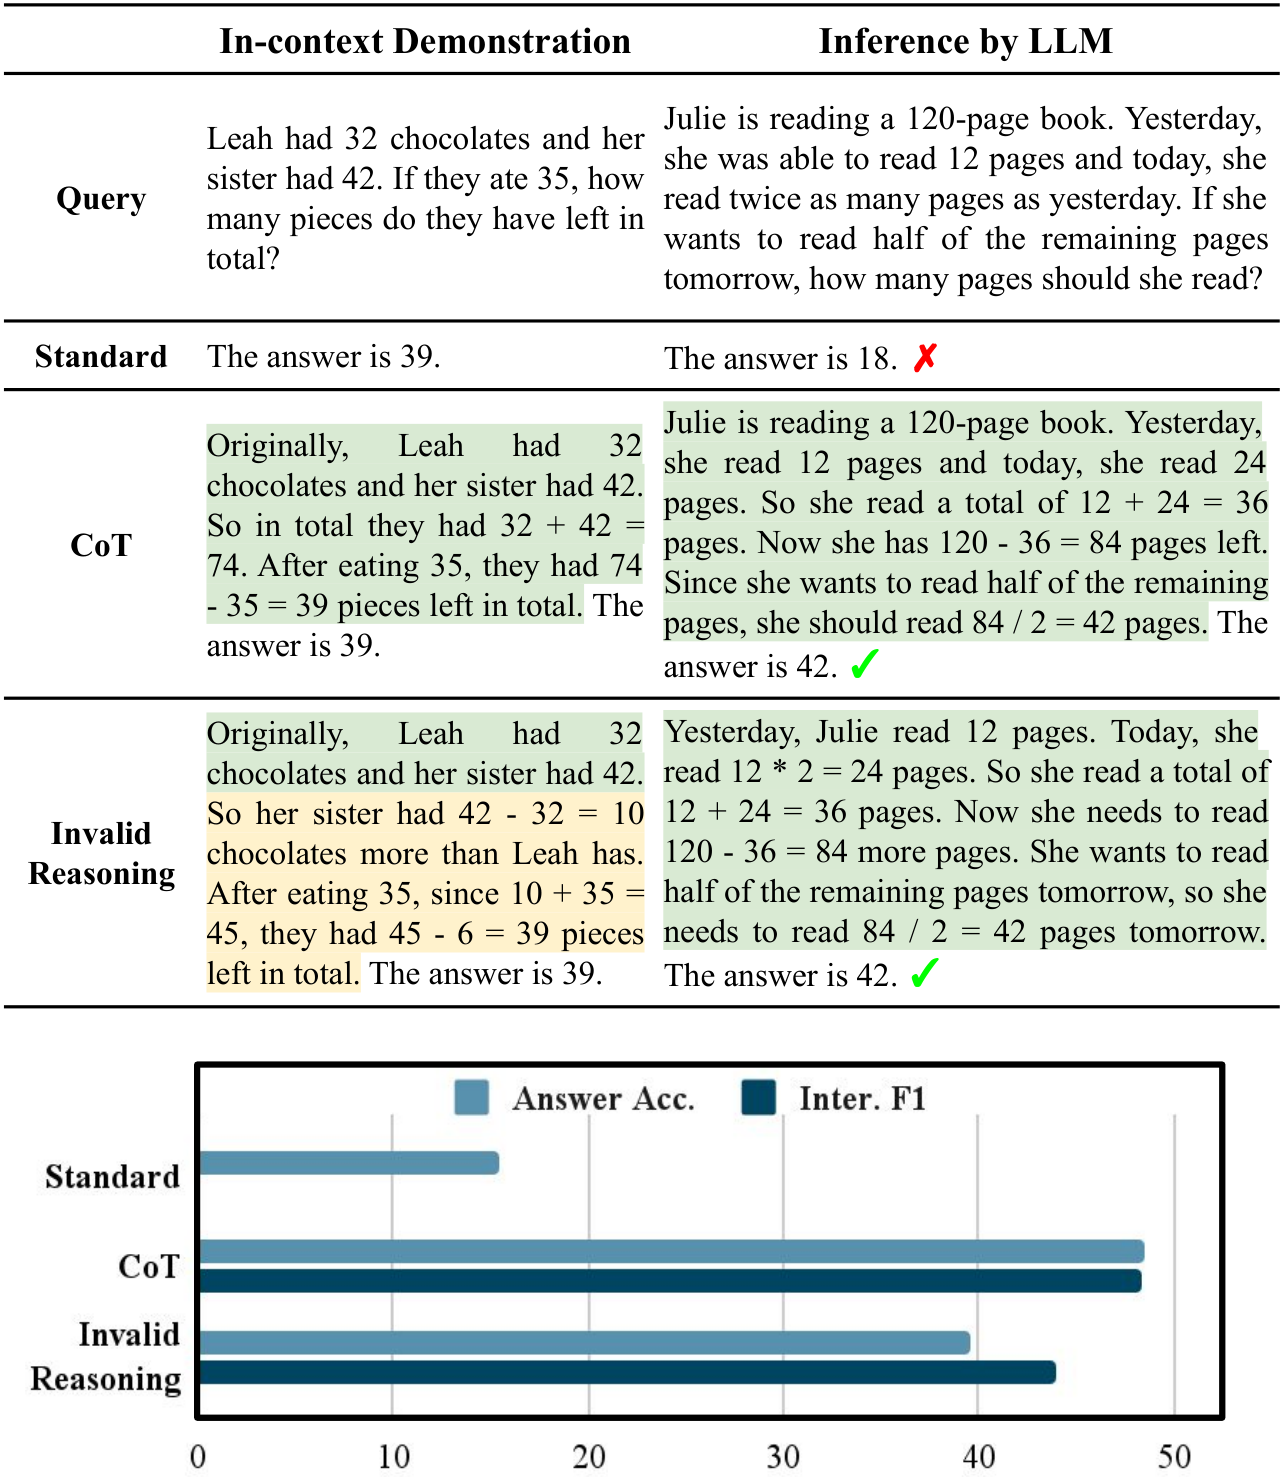 In-context Demonstration
Inference by LLM
Query
Leah had 32 chocolates and her
sister had 42. If they ate 35, how
many pieces do they have left in
total?
Julie is reading a 120-page book. Yesterday,
she was able to read 12 pages and today, she
read twice as many pages as yesterday. If she
wants to read half of the remaining pages
tomorrow, how many pages should she read?
Standard
The answer is 39.
The answer is 18. ✗
CoT
Originally, Leah had 32
chocolates and her sister had 42.
So in total they had 32 + 42 =
74. After eating 35, they had 74
- 35 = 39 pieces left in total. The
answer is 39.
Julie is reading a 120-page book. Yesterday,
she read 12 pages and today, she read 24
pages. So she read a total of 12 + 24 = 36
pages. Now she has 120 - 36 = 84 pages left.
Since she wants to read half of the remaining
pages, she should read 84 / 2 = 42 pages. The
answer is 42. ✓
Invalid
Reasoning
Originally, Leah had 32
chocolates and her sister had 42.
So her sister had 42 - 32 = 10
chocolates more than Leah has.
After eating 35, since 10 + 35 =
45, they had 45 - 6 = 39 pieces
left in total. The answer is 39.
Yesterday, Julie read 12 pages. Today, she
read 12 * 2 = 24 pages. So she read a total of
12 + 24 = 36 pages. Now she needs to read
120 - 36 = 84 more pages. She wants to read
half of the remaining pages tomorrow, so she
needs to read 84 / 2 = 42 pages tomorrow.
The answer is 42. ✓
Answer Acc.
Inter. F1
Standard
CoT
Invalid
Reasoning
0 10 20 30 40 50